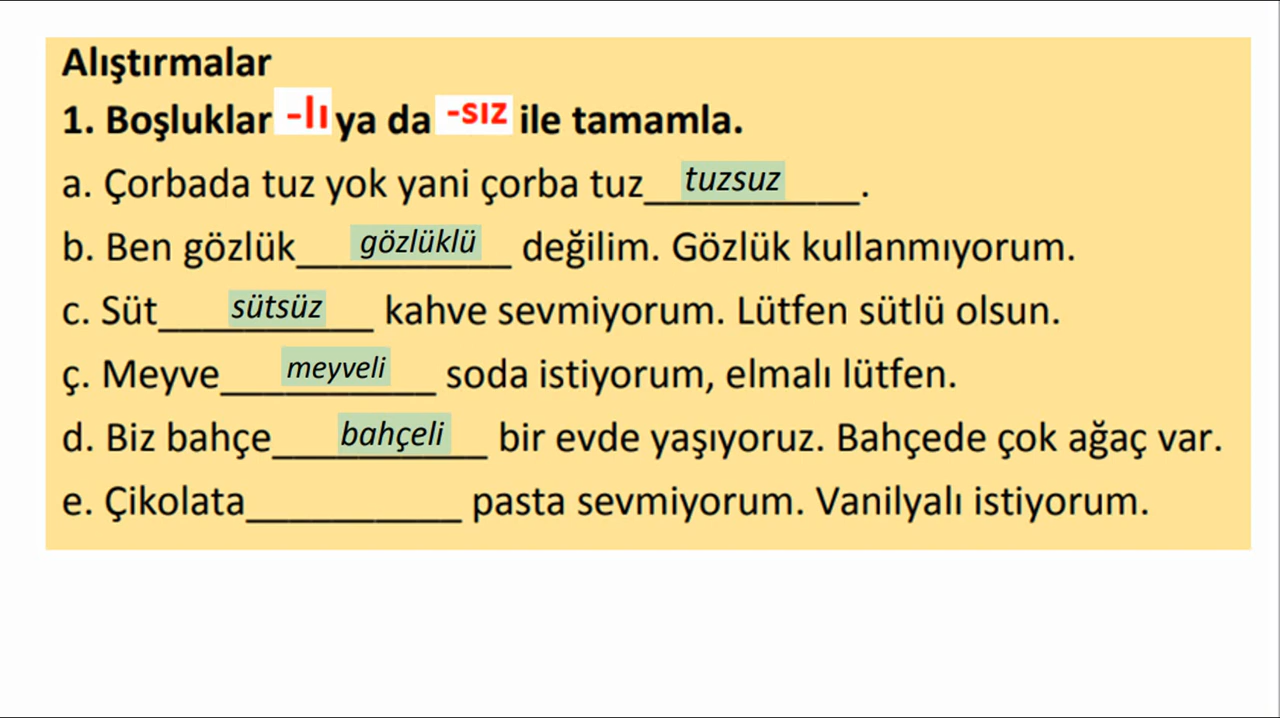 Alıştırmalar
1. Boşluklar -lı ya da -sız ile tamamla.
a. Çorbada tuz yok yani çorba tuz__________ tuzsuz.
b. Ben gözlük__________ gözlüklü değilim. Gözlük kullanmıyorum.
c. Süt__________ sütsüz kahve sevmiyorum. Lütfen sütlü olsun.
ç. Meyve__________ meyveli soda istiyorum, elmalı lütfen.
d. Biz bahçe__________ bahçeli bir evde yaşıyoruz. Bahçede çok ağaç var.
e. Çikolata__________ pasta sevmiyorum. Vanilyalı istiyorum.